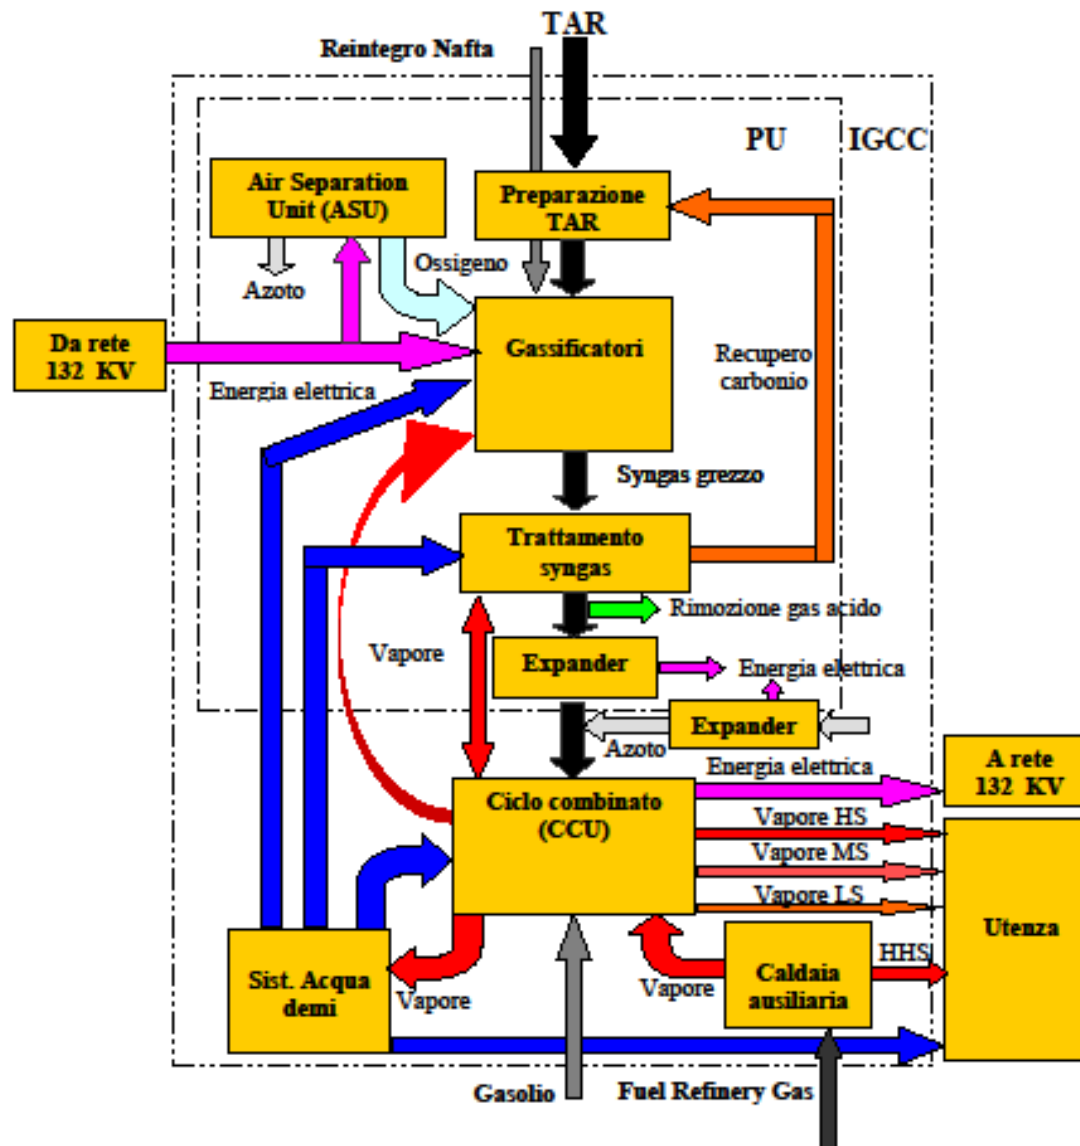 TAR
Reintegro Nafta
PU
IGCC
Air Separation
Unit (ASU)
Preparazione
TAR
Ossigeno
Azoto
Da rete
132 KV
Gassificatori
Recupero
carbonio
Energia elettrica
Syngas grezzo
Trattamento
syngas
Rimozione gas acido
Vapore
Expander
Energia elettrica
Expander
Azoto
Energia elettrica
A rete
132 KV
Ciclo combinato
(CCU)
Vapore HS
Vapore MS
Vapore LS
Utenza
Sist. Acqua
demi
Vapore
Vapore
Caldaia
ausiliaria
HHS
Gasolio
Fuel Refinery Gas